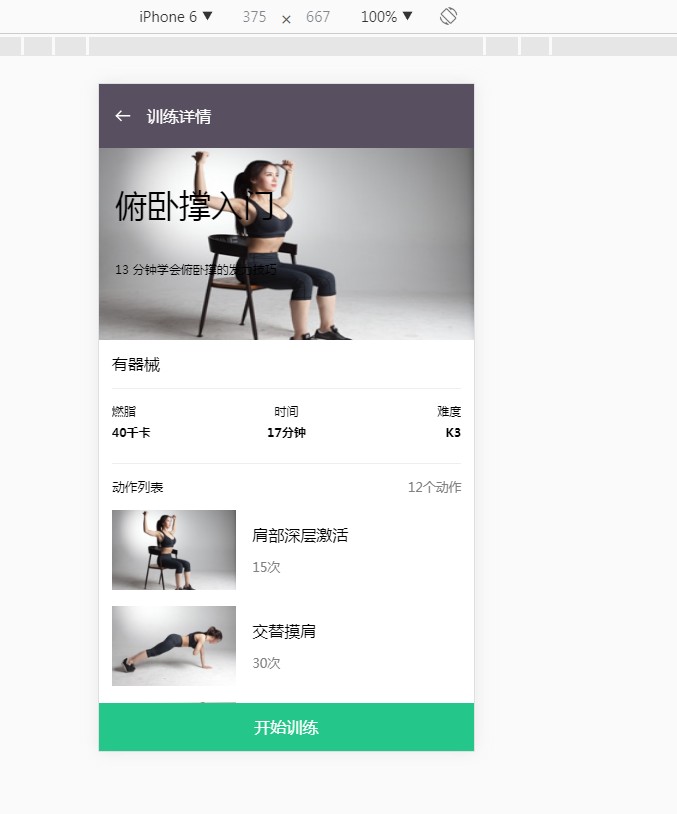 iPhone 6 ▼ 375 × 667 100% ▼
← 训练详情
俯卧撑入门
13 分钟学会俯卧撑的发力技巧
有器械
燃脂 时间 难度
40千卡 17分钟 K3
动作列表 12个动作
肩部深层激活
15次
交替摸肩
30次
开始训练